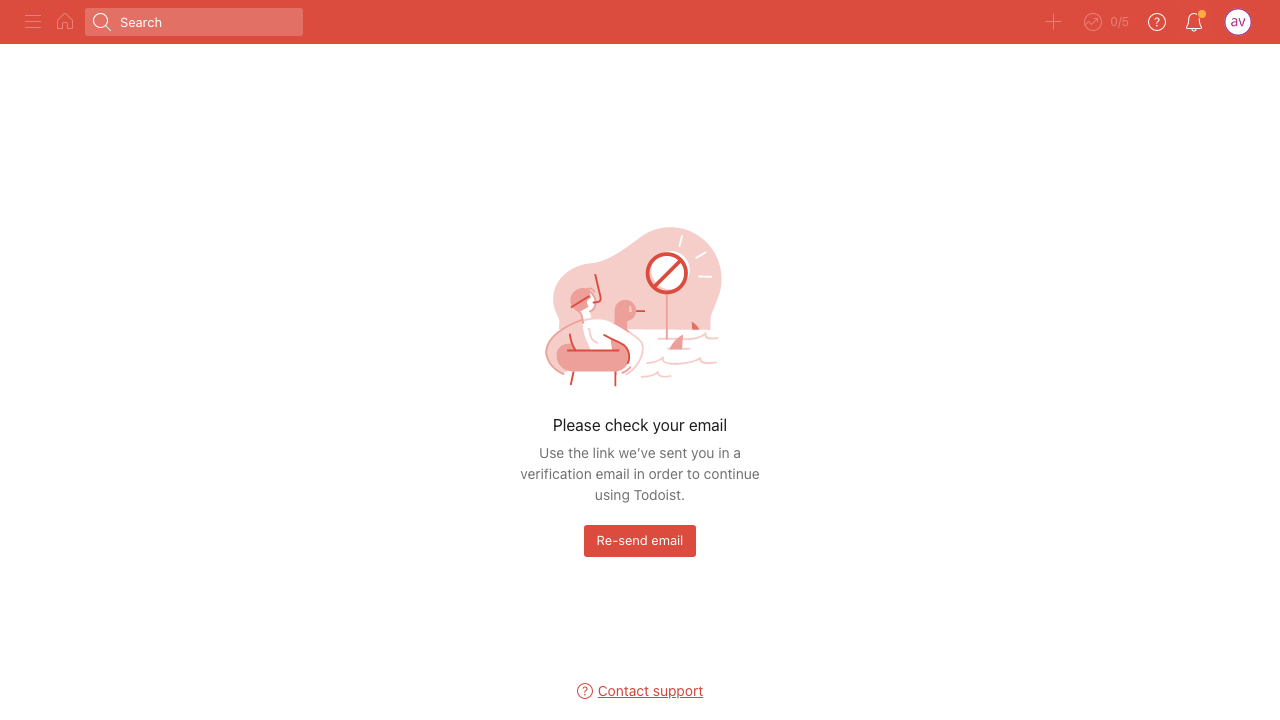 Search
0/5
av
Please check your email
Use the link we've sent you in a
verification email in order to continue
using Todoist.
Re-send email
Contact support